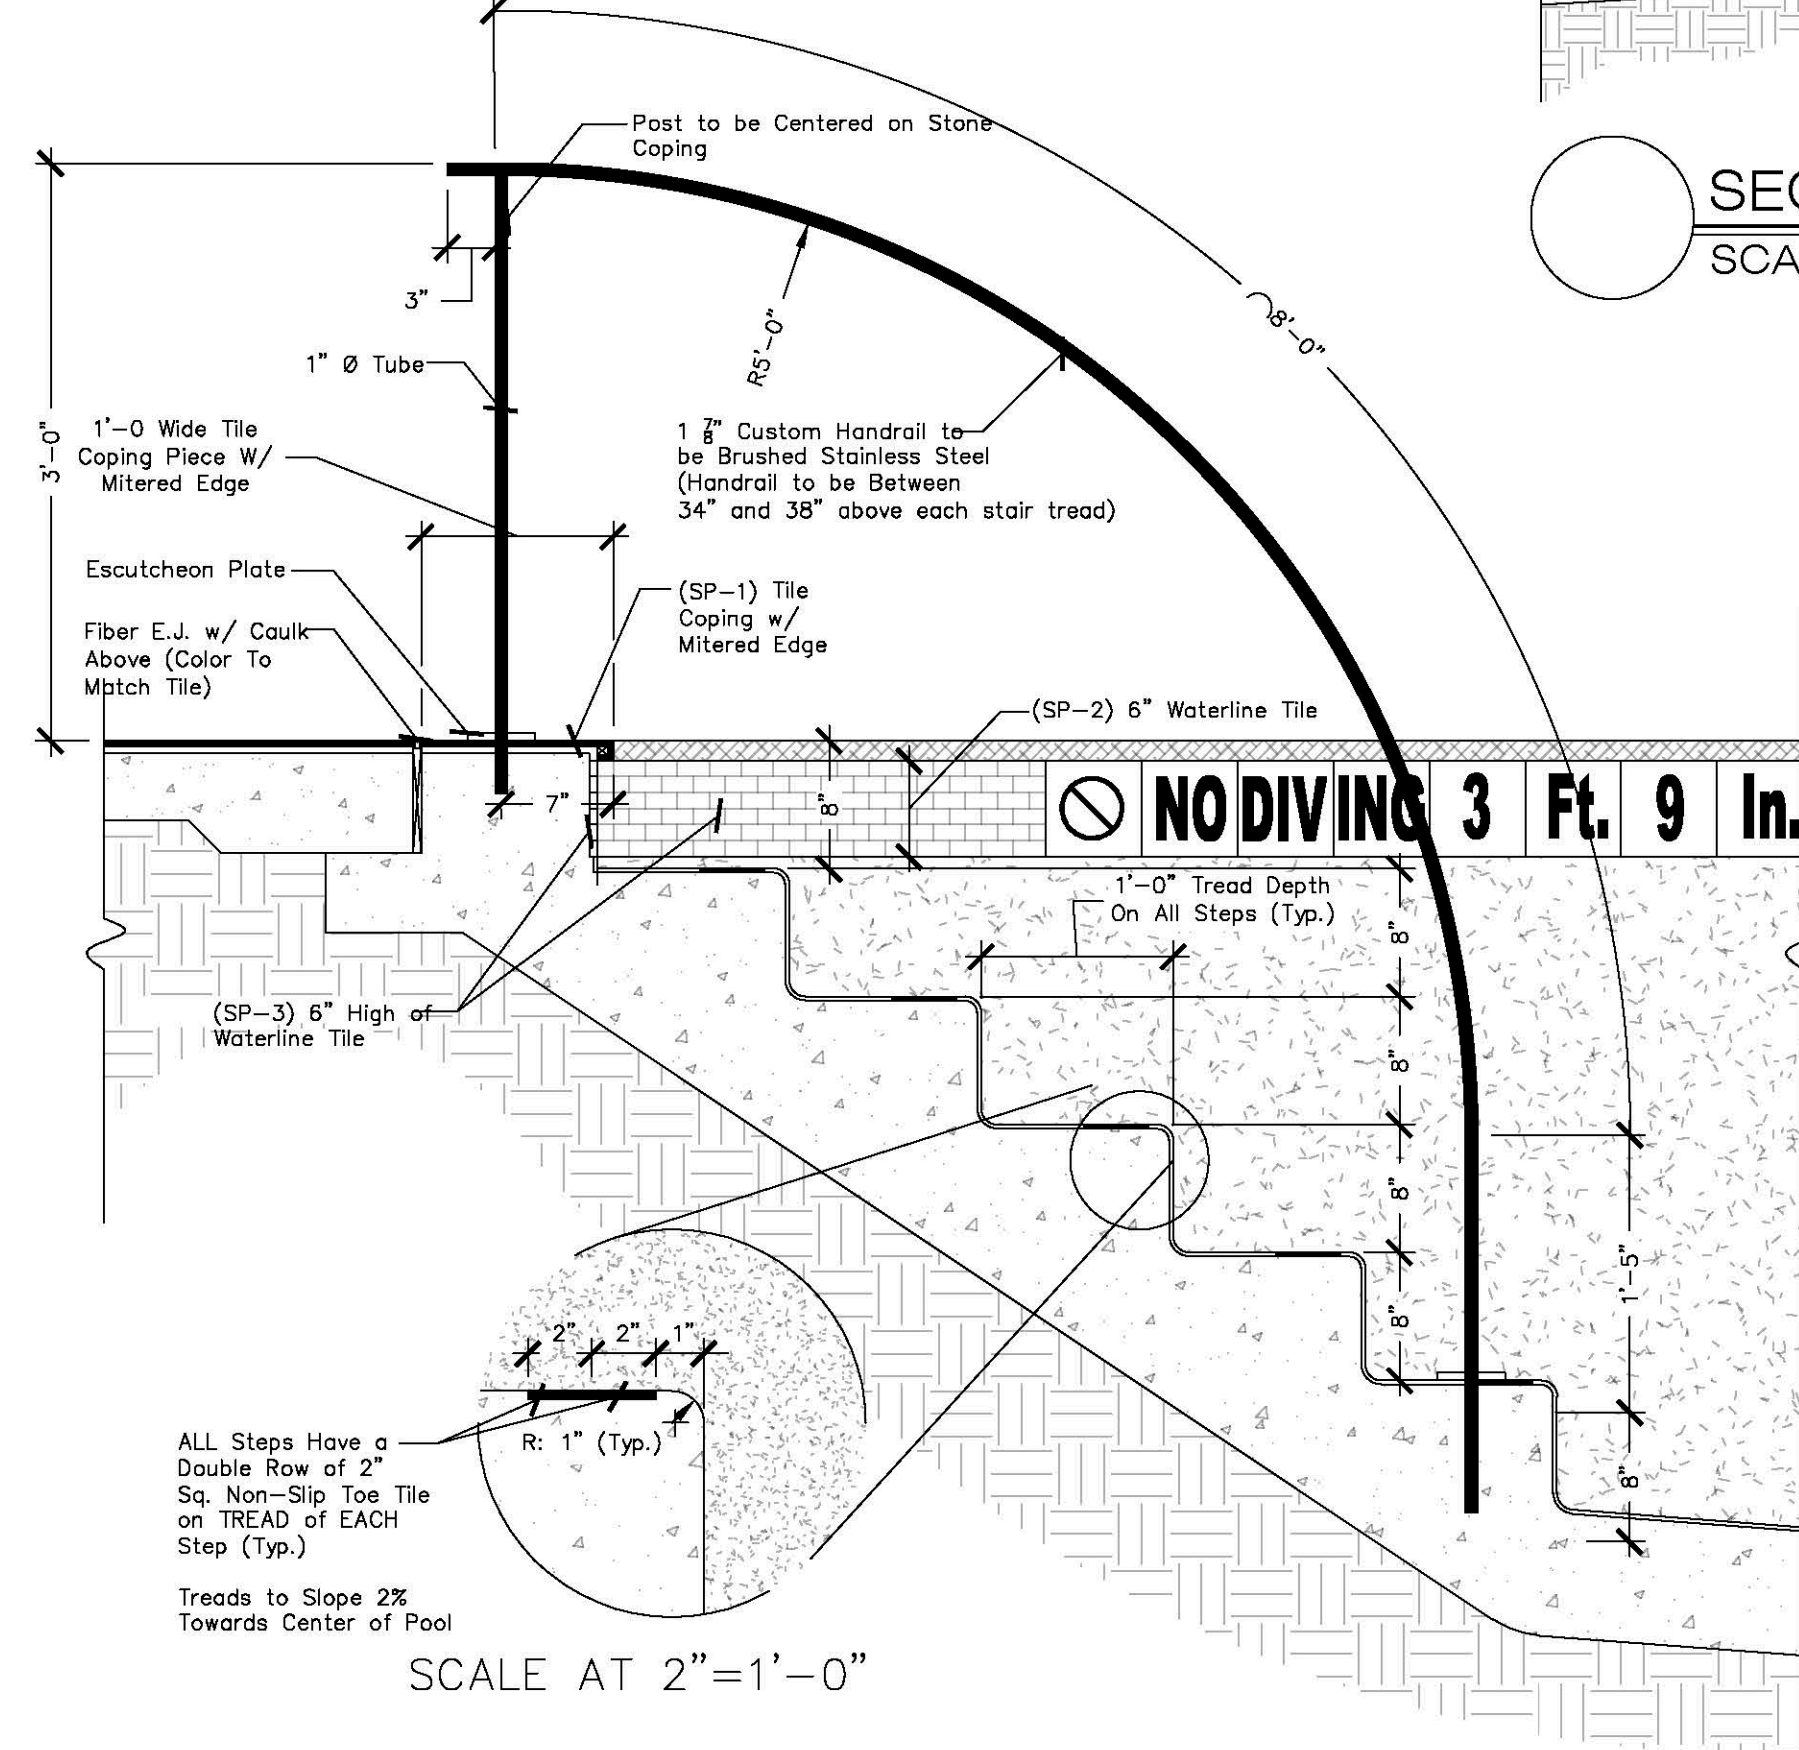 Post to be Centered on Stone
Coping
3'-0"
3"
1" Ø Tube
R5'-0"
8'-0"
1'-0 Wide Tile
Coping Piece W/
Mitered Edge
1 7/8" Custom Handrail to
be Brushed Stainless Steel
(Handrail to be Between
34" and 38" above each stair tread)
Escutcheon Plate
Fiber E.J. w/ Caulk
Above (Color To
Match Tile)
(SP-1) Tile
Coping w/
Mitered Edge
(SP-2) 6" Waterline Tile
7"
8"
NO DIVING 3 Ft. 9 In.
1'-0" Tread Depth
On All Steps (Typ.)
8"
8"
8"
8"
(SP-3) 6" High of
Waterline Tile
1'-5"
8"
2" 2" 1"
R: 1" (Typ.)
ALL Steps Have a
Double Row of 2"
Sq. Non-Slip Toe Tile
on TREAD of EACH
Step (Typ.)
Treads to Slope 2%
Towards Center of Pool
SCALE AT 2"=1'-0"